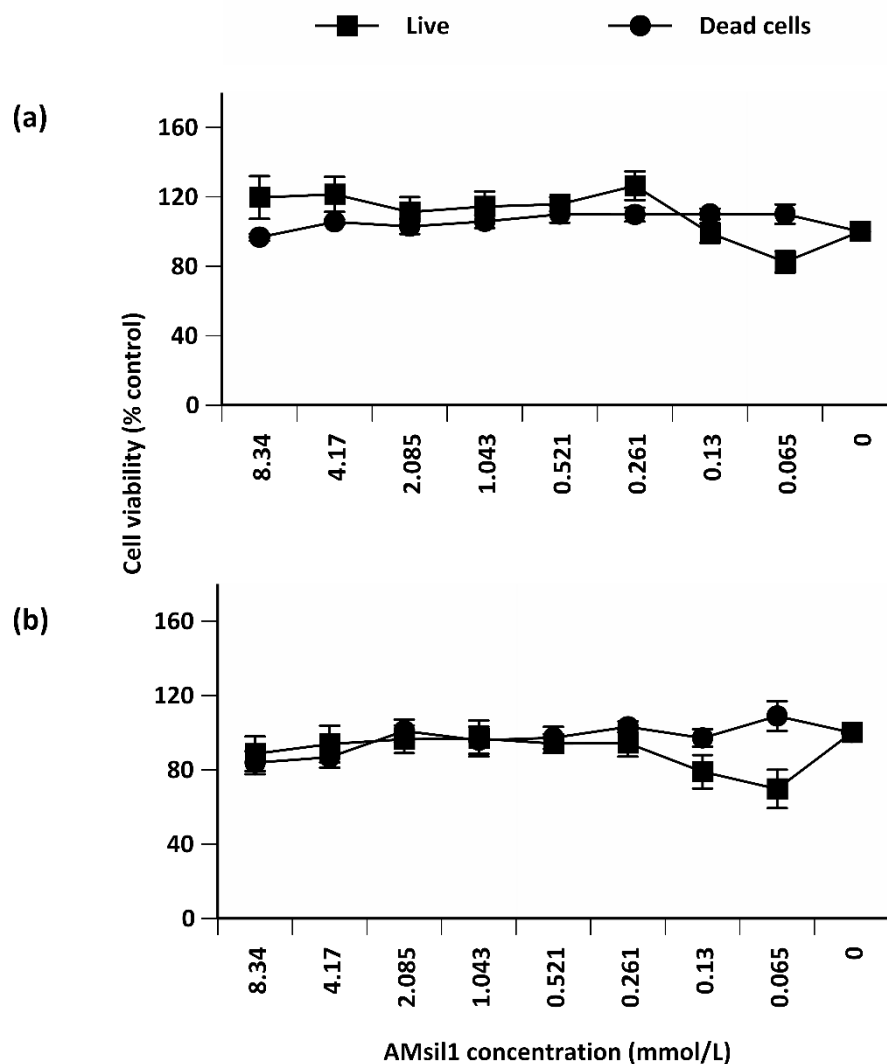 Live Dead cells
(a)
160
120
80
40
0
8.34 4.17 2.085 1.043 0.521 0.261 0.13 0.065 0
Cell viability (% control)
(b)
160
120
80
40
0
8.34 4.17 2.085 1.043 0.521 0.261 0.13 0.065 0
AMsil1 concentration (mmol/L)